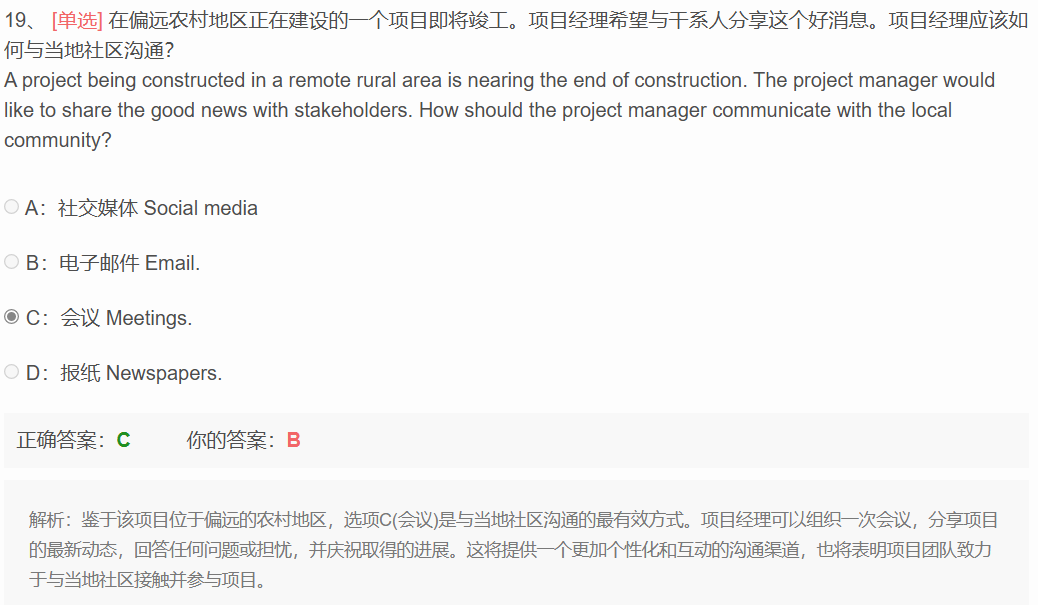 19、 [单选] 在偏远农村地区正在建设的一个项目即将竣工。项目经理希望与干系人分享这个好消息。项目经理应该如
何与当地社区沟通?
A project being constructed in a remote rural area is nearing the end of construction. The project manager would
like to share the good news with stakeholders. How should the project manager communicate with the local
community?
A：社交媒体 Social media
B：电子邮件 Email.
C：会议 Meetings.
D：报纸 Newspapers.
正确答案：C 你的答案：B
解析：鉴于该项目位于偏远的农村地区，选项C(会议)是与当地社区沟通的最有效方式。项目经理可以组织一次会议，分享项目
的最新动态，回答任何问题或担忧，并庆祝取得的进展。这将提供一个更加个性化和互动的沟通渠道，也将表明项目团队致力
于与当地社区接触并参与项目。